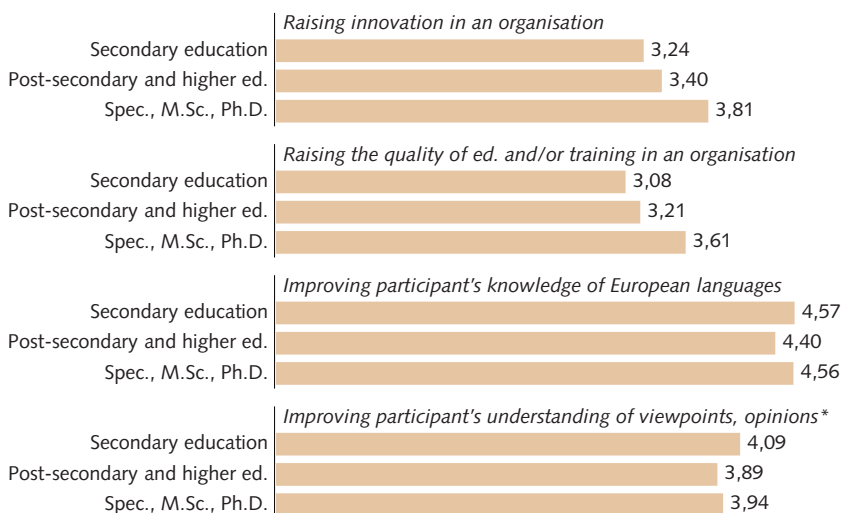 Raising innovation in an organisation
Secondary education 3,24
Post-secondary and higher ed. 3,40
Spec., M.Sc., Ph.D. 3,81
Raising the quality of ed. and/or training in an organisation
Secondary education 3,08
Post-secondary and higher ed. 3,21
Spec., M.Sc., Ph.D. 3,61
Improving participant's knowledge of European languages
Secondary education 4,57
Post-secondary and higher ed. 4,40
Spec., M.Sc., Ph.D. 4,56
Improving participant's understanding of viewpoints, opinions*
Secondary education 4,09
Post-secondary and higher ed. 3,89
Spec., M.Sc., Ph.D. 3,94